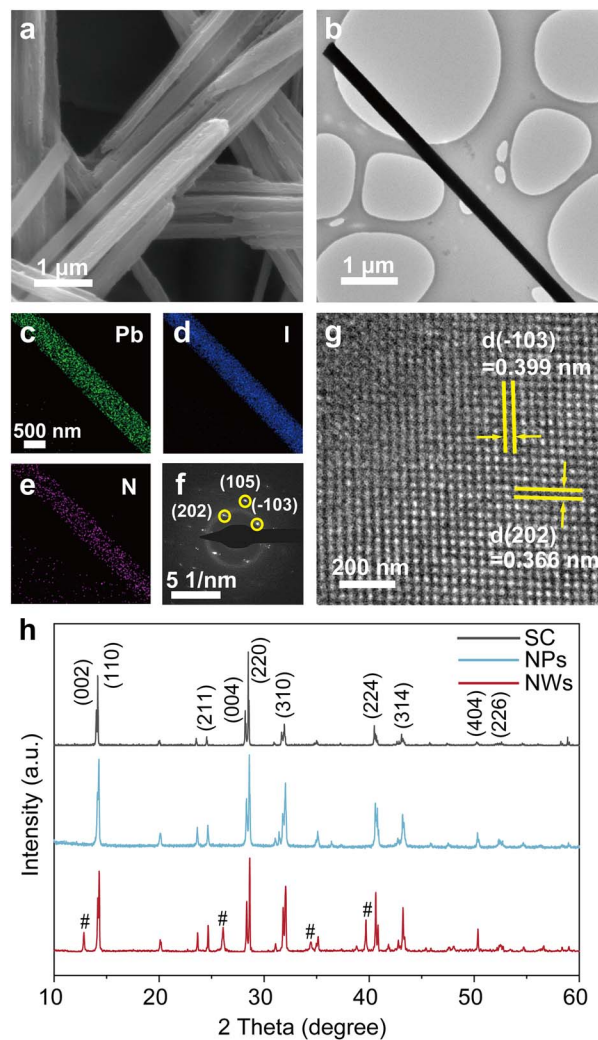 a
1 μm
b
1 μm
c
Pb
500 nm
d
I
e
N
f
(105)
(202)
(-103)
5 1/nm
g
d(-103)
=0.399 nm
d(202)
=0.366 nm
200 nm
h
SC
NPs
NWs
(002)
(110)
(211)
(004)
(220)
(310)
(224)
(314)
(404)
(226)
#
#
#
#
Intensity (a.u.)
10
20
30
40
50
60
2 Theta (degree)